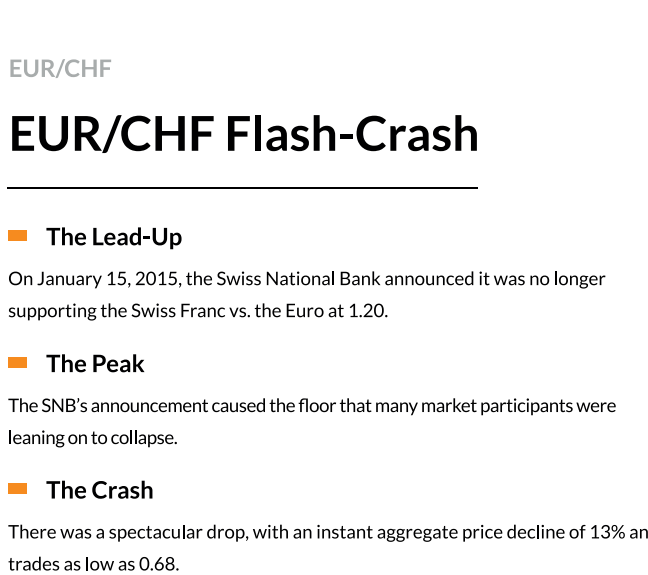 EUR/CHF
EUR/CHF Flash-Crash
The Lead-Up
On January 15, 2015, the Swiss National Bank announced it was no longer
supporting the Swiss Franc vs. the Euro at 1.20.
The Peak
The SNB's announcement caused the floor that many market participants were
leaning on to collapse.
The Crash
There was a spectacular drop, with an instant aggregate price decline of 13% an
trades as low as 0.68.